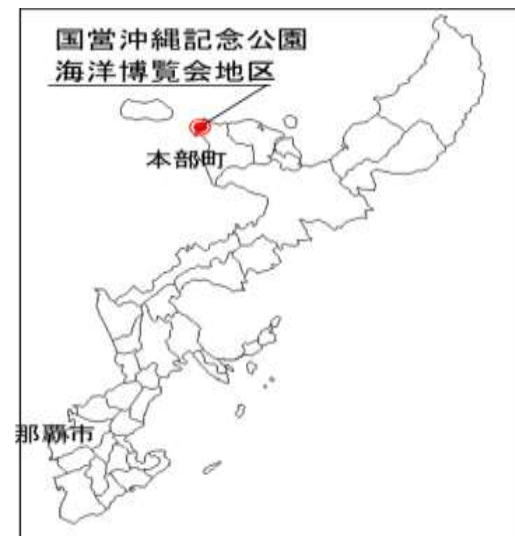 国営沖縄記念公園
海洋博覧会地区
本部町
那覇市